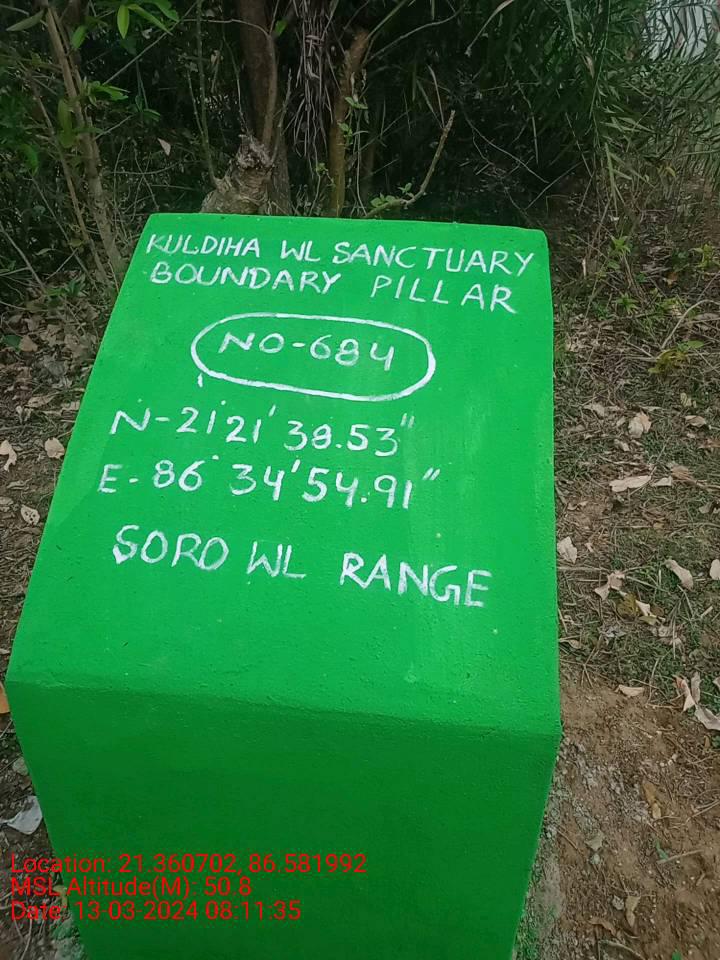 KULDIHA WL SANCTUARY
BOUNDARY PILLAR
NO-684
N-21°21'38.53"
E-86°34'54.91"
SORO WL RANGE
Location: 21.360702, 86.581992
MSL Altitude(M): 50.8
Date: 13-03-2024 08:11:35